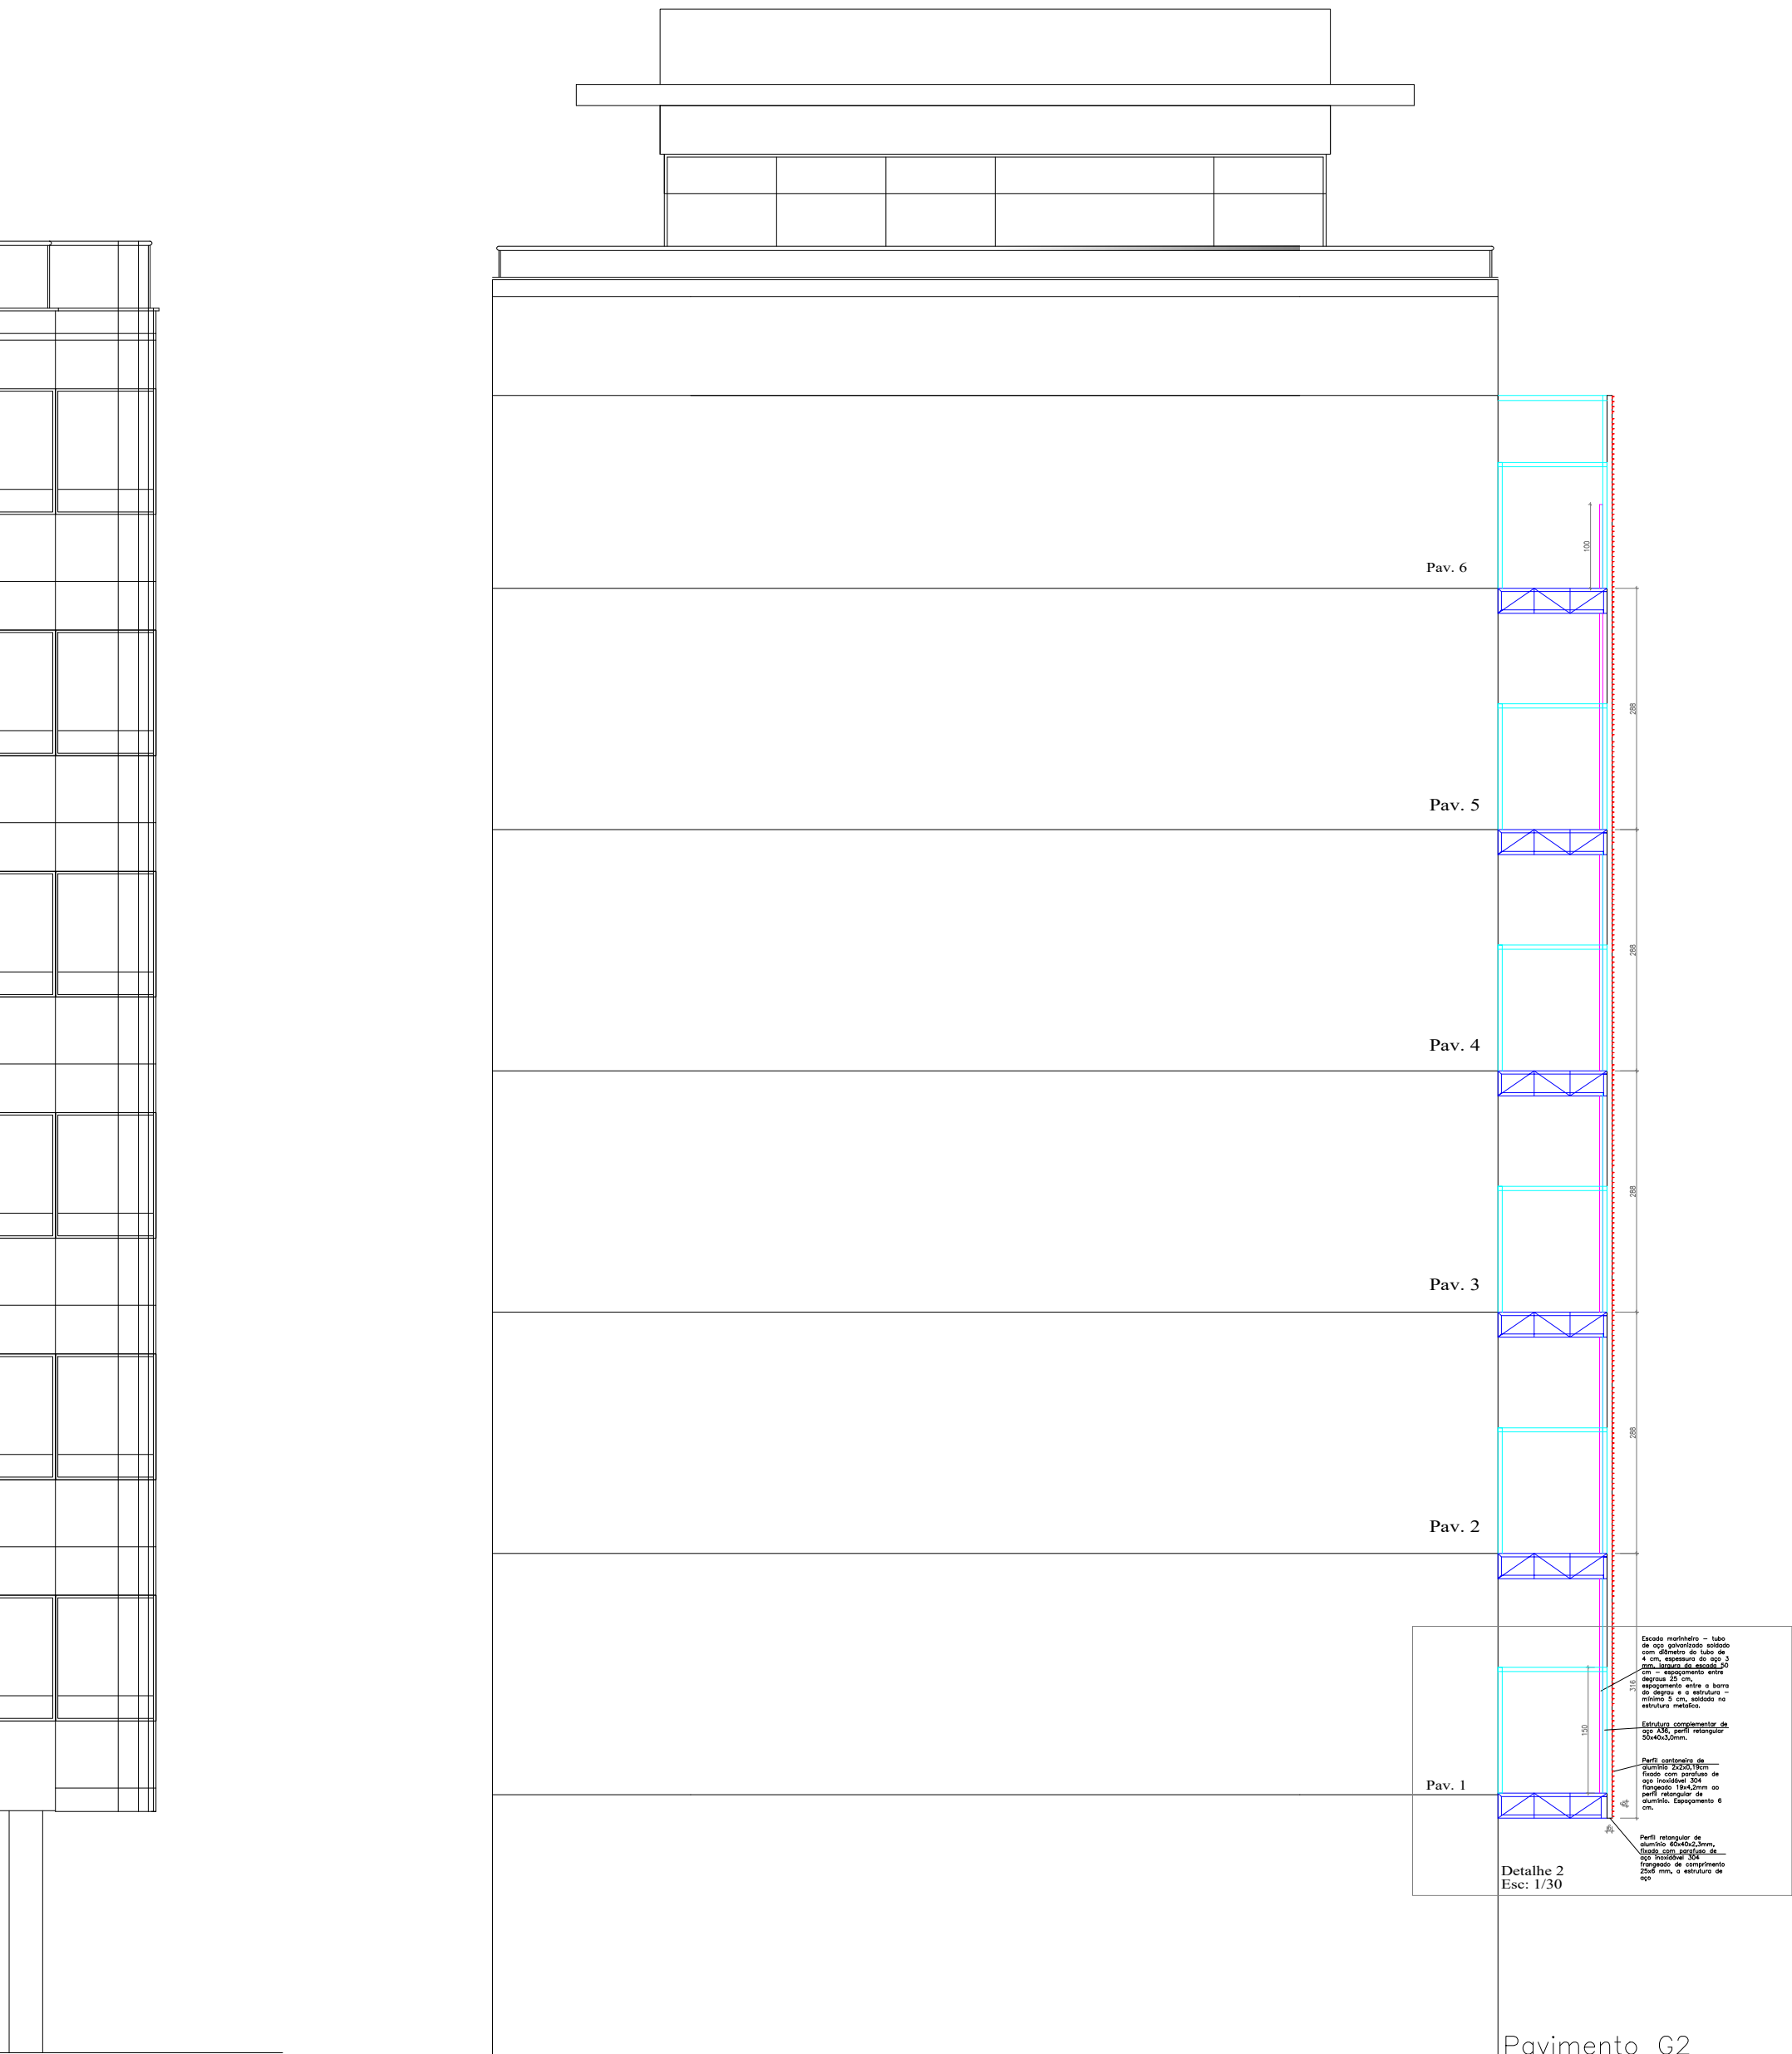 Pav. 6
100
288
Pav. 5
288
Pav. 4
288
Pav. 3
288
Pav. 2
Escada marinheiro – tubo
de aço galvanizado soldado
com diâmetro do tubo de
4 cm, espessura do aço 3
mm, largura da escada 50
cm – espaçamento entre
degraus 25 cm,
espaçamento entre a barra
do degrau e a estrutura –
mínimo 5 cm, soldada na
estrutura metalica.
316
150
Estrutura complementar de
aço A36, perfil retangular
50x40x3,0mm.
Perfil cantoneira de
aluminio 2x2x0,19cm
fixado com parafuso de
aço inoxidável 304
flangeado 19x4,2mm ao
perfil retangular de
alumínio. Espaçamento 6
cm.
Pav. 1
Perfil retangular de
alumínio 60x40x2,3mm,
fixado com parafuso de
aço inoxidável 304
frangeado de comprimento
25x6 mm, a estrutura de
aço
Detalhe 2
Esc: 1/30
Pavimento G2